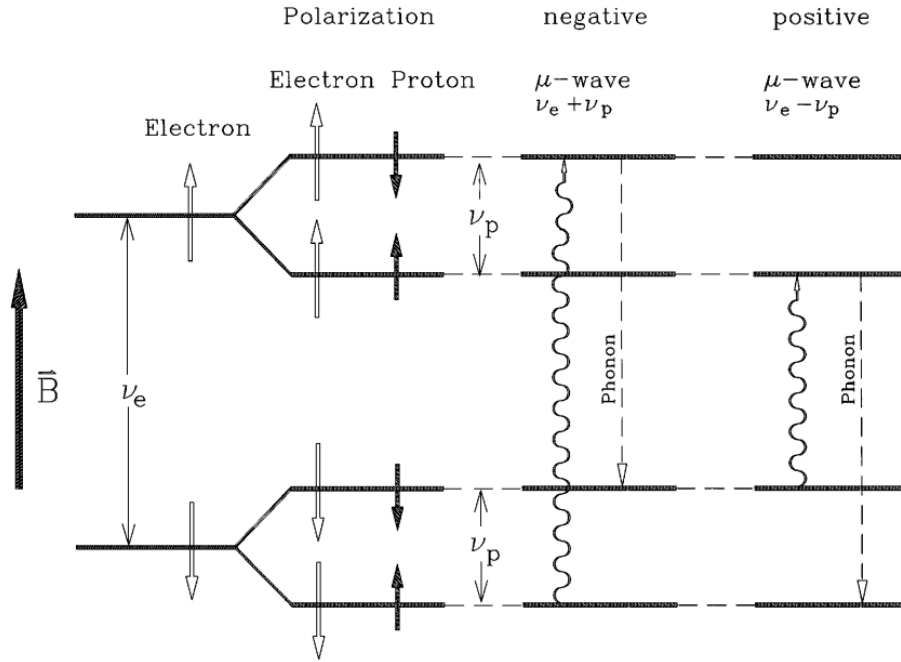 Polarization negative positive
Electron Proton μ-wave μ-wave
ν_e+ν_p ν_e−ν_p
Electron
ν_p
B⃗
ν_e
Phonon Phonon
ν_p